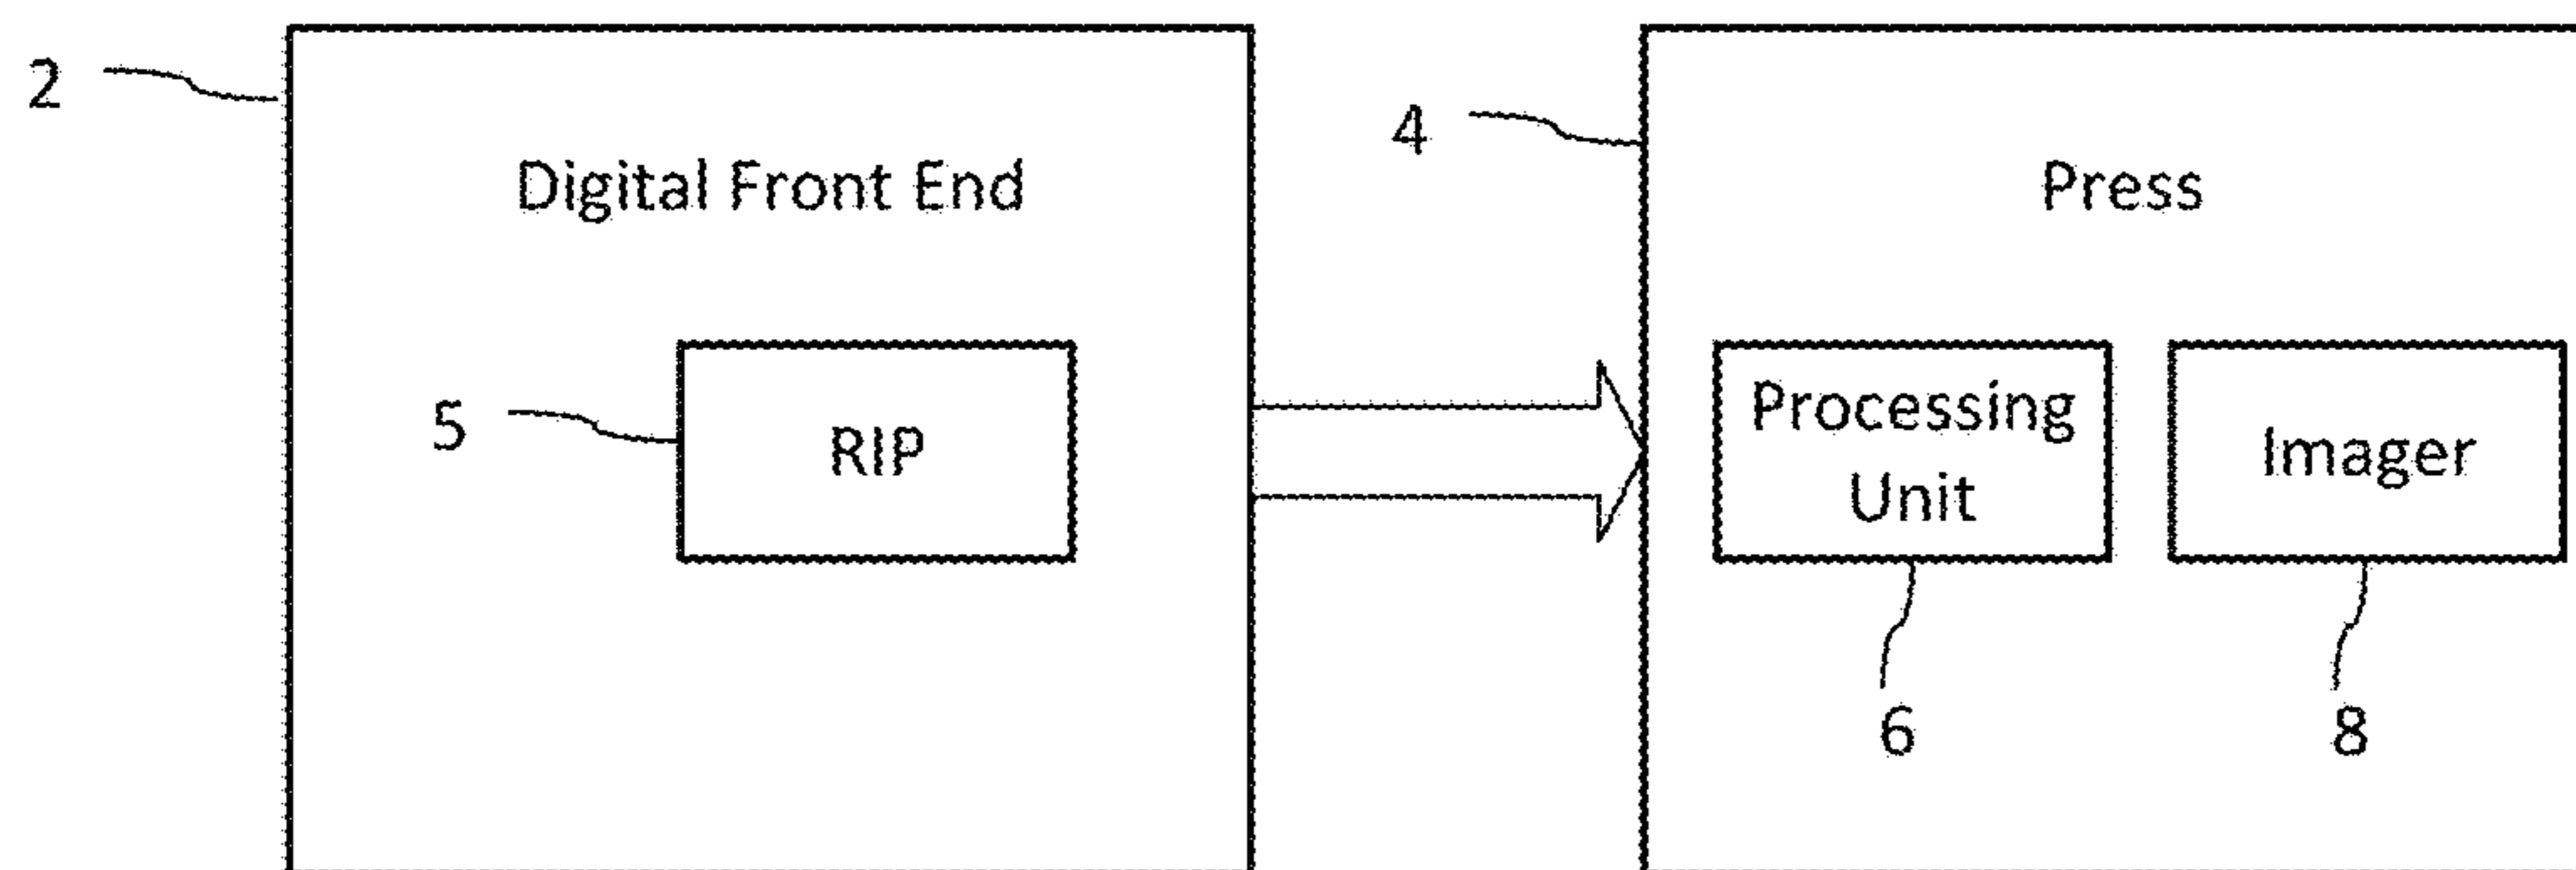 2
Digital Front End
4
Press
5
RIP
Processing
Unit
Imager
6
8